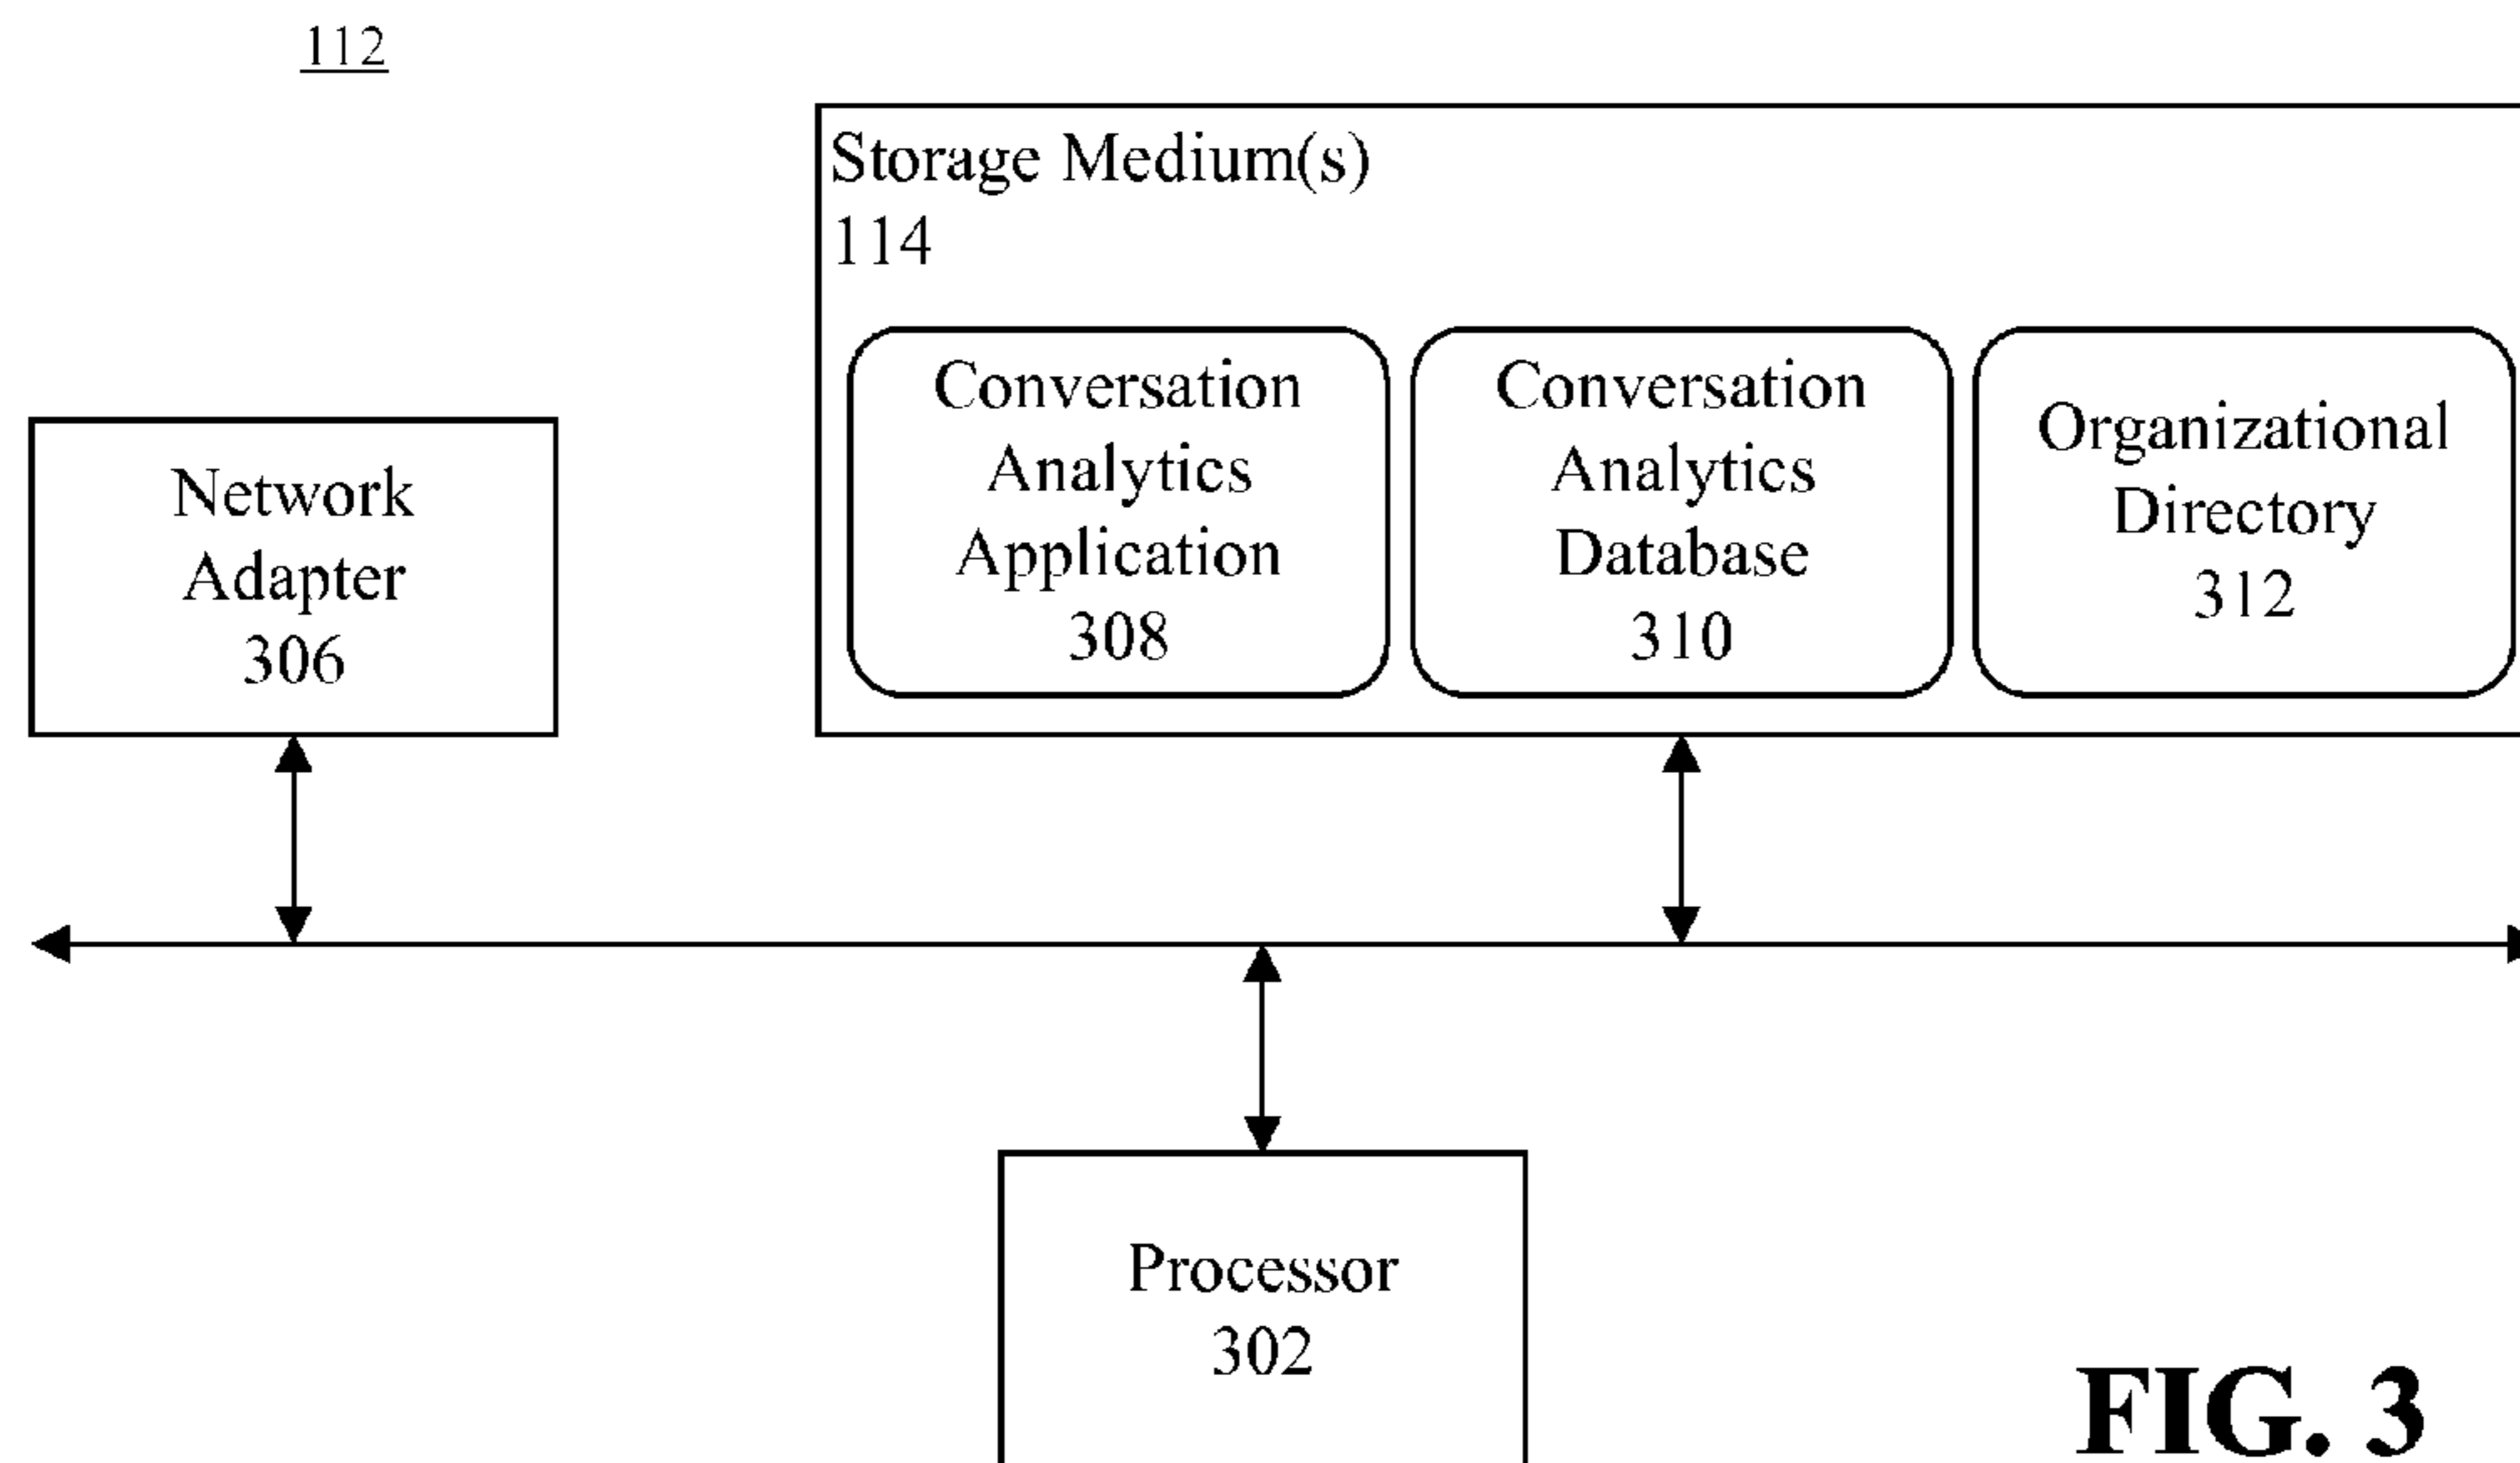 112
Storage Medium(s)
114
Conversation
Analytics
Application
308
Conversation
Analytics
Database
310
Organizational
Directory
312
Network
Adapter
306
Processor
302
FIG. 3